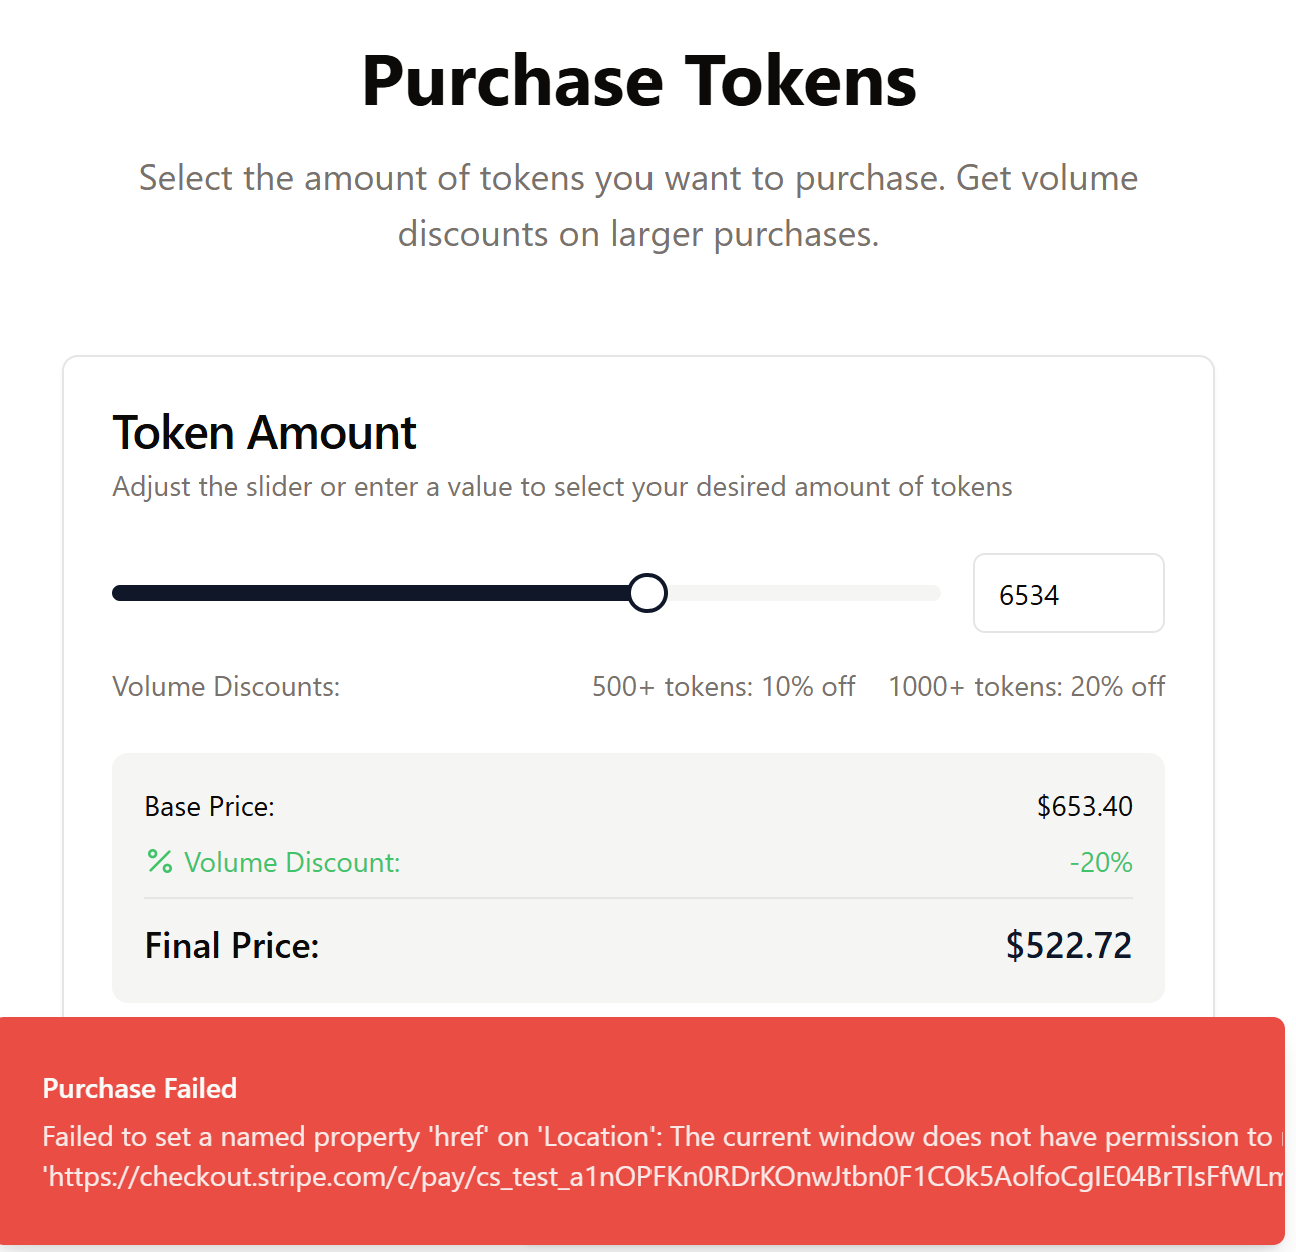 Purchase Tokens
Select the amount of tokens you want to purchase. Get volume
discounts on larger purchases.
Token Amount
Adjust the slider or enter a value to select your desired amount of tokens
6534
Volume Discounts: 500+ tokens: 10% off 1000+ tokens: 20% off
Base Price: $653.40
% Volume Discount: -20%
Final Price: $522.72
Purchase Failed
Failed to set a named property 'href' on 'Location': The current window does not have permission to
'https://checkout.stripe.com/c/pay/cs_test_a1nOPFKn0RDrKOnwJtbn0F1COk5AolfoCgIE04BrTIsFfWLm